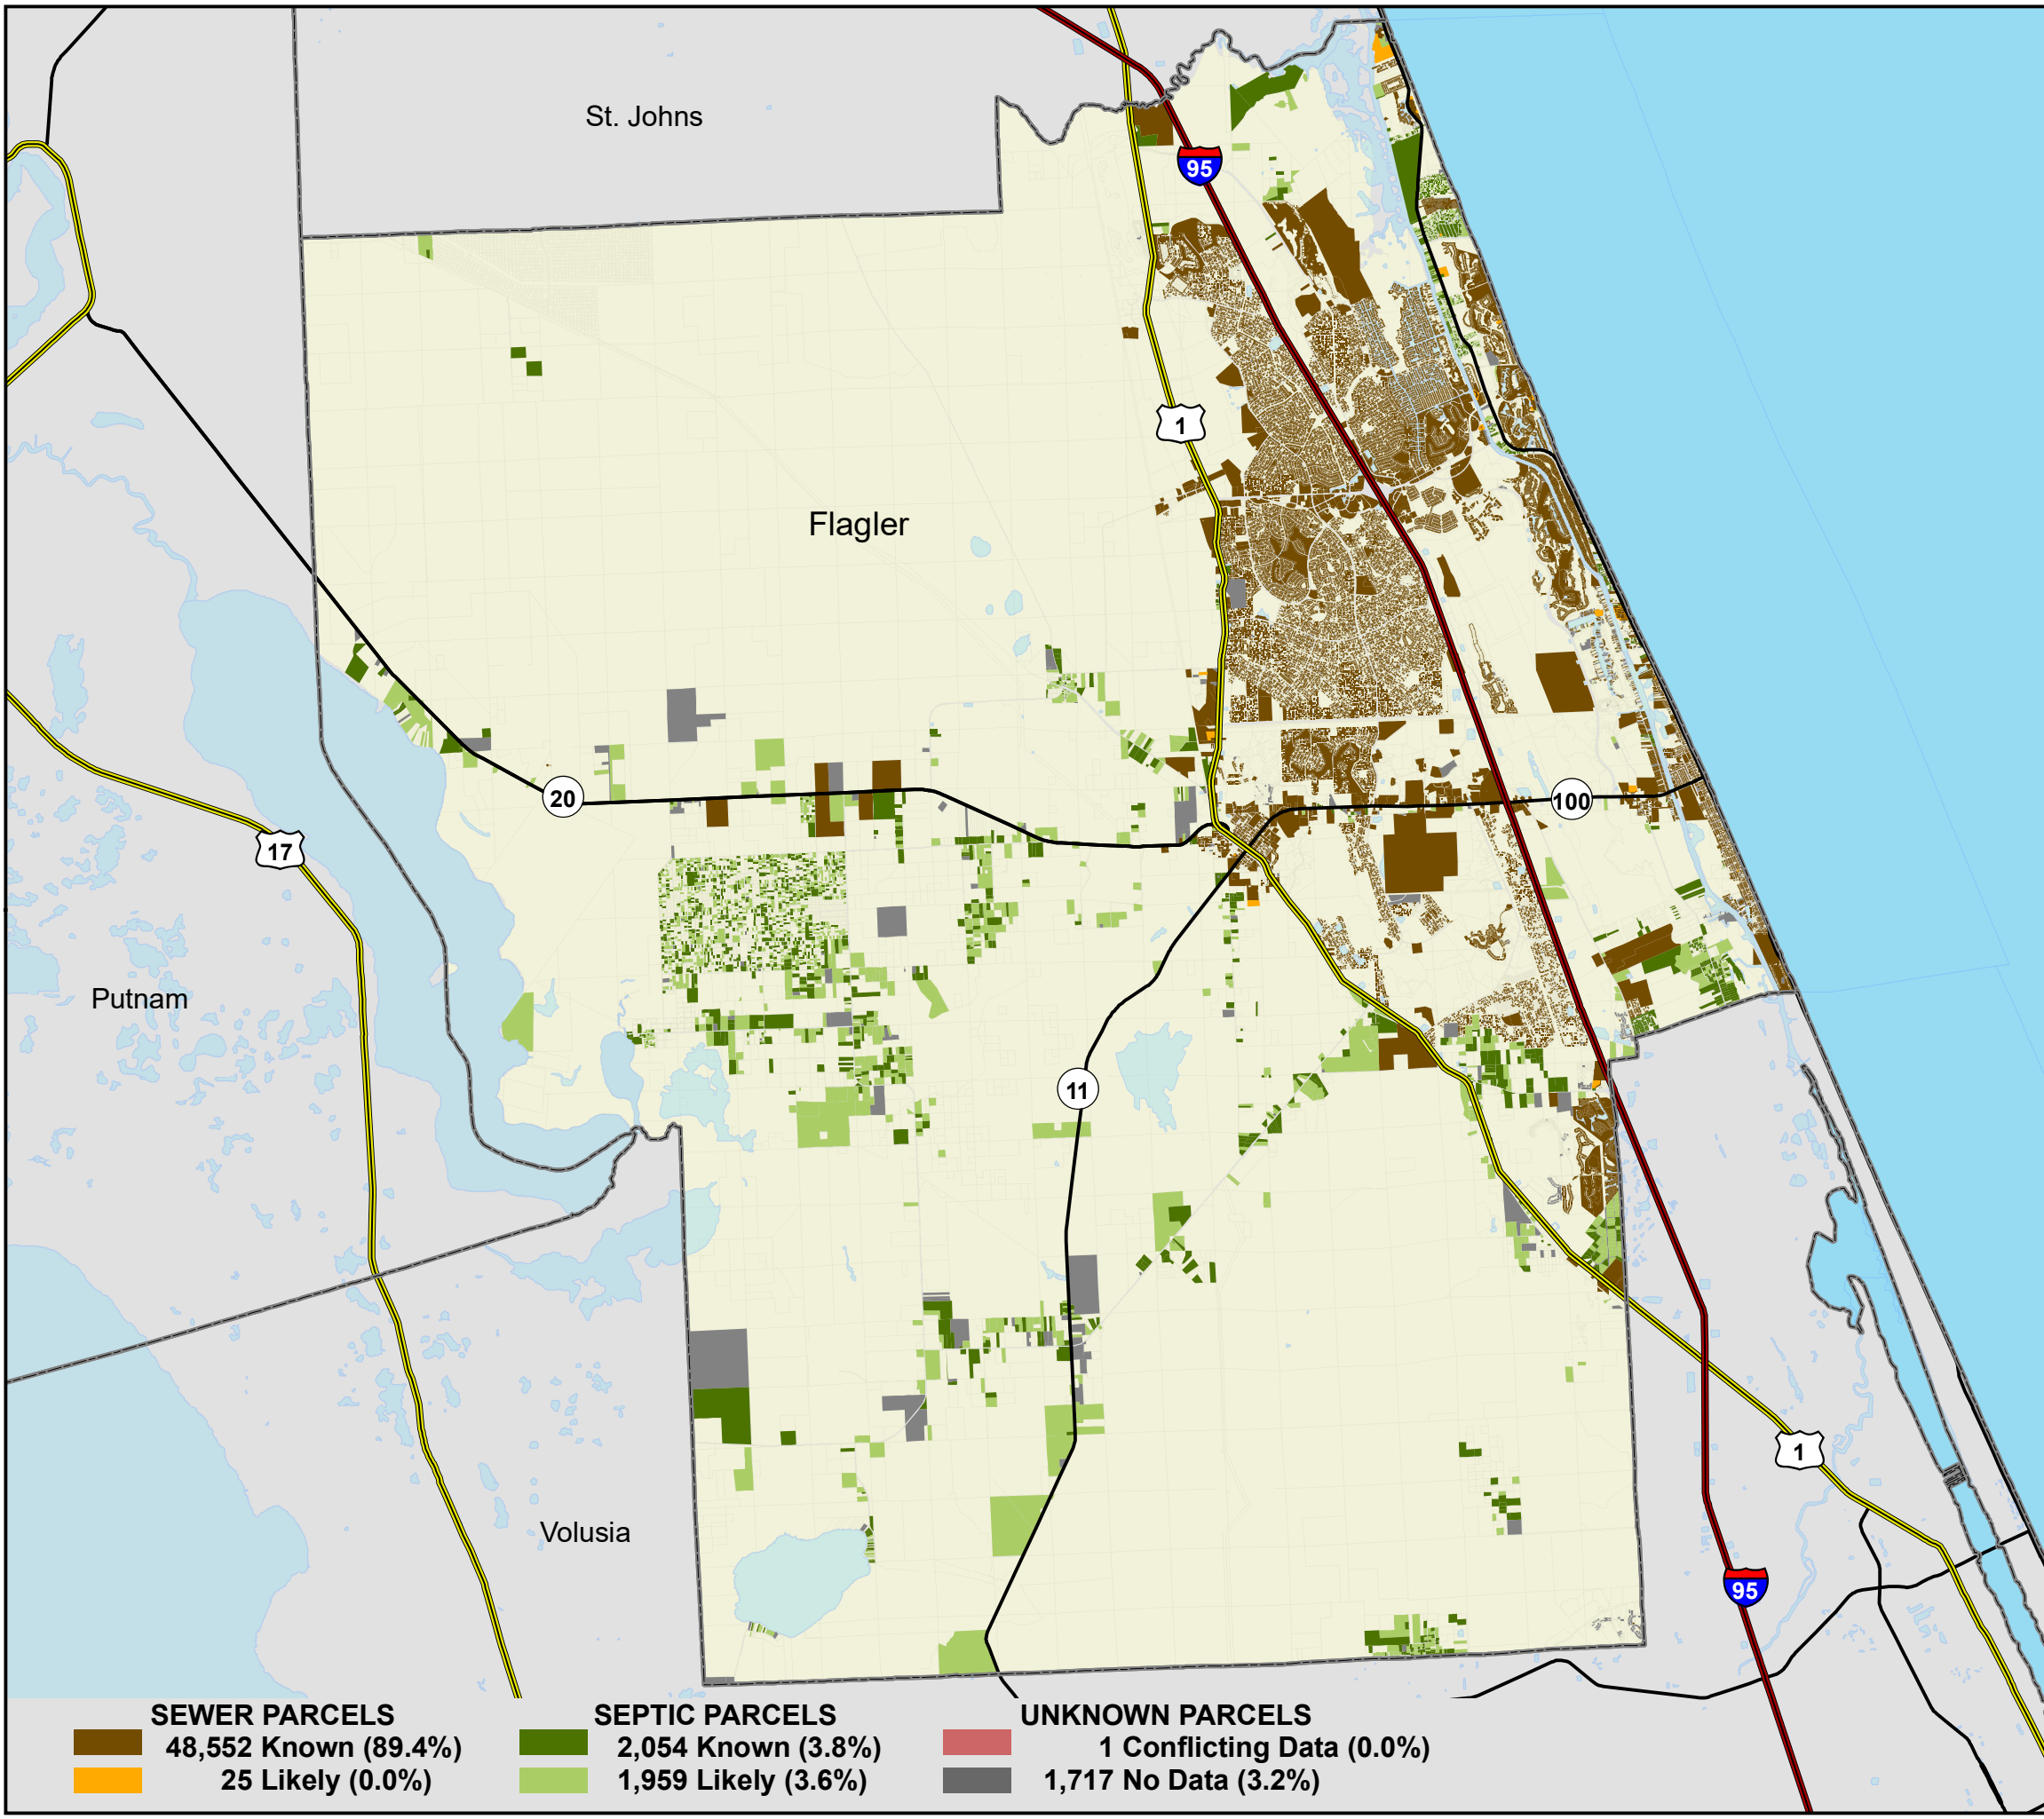 St. Johns
95
1
Flagler
20
100
17
Putnam
11
1
Volusia
95
SEWER PARCELS
48,552 Known (89.4%)
25 Likely (0.0%)
SEPTIC PARCELS
2,054 Known (3.8%)
1,959 Likely (3.6%)
UNKNOWN PARCELS
1 Conflicting Data (0.0%)
1,717 No Data (3.2%)